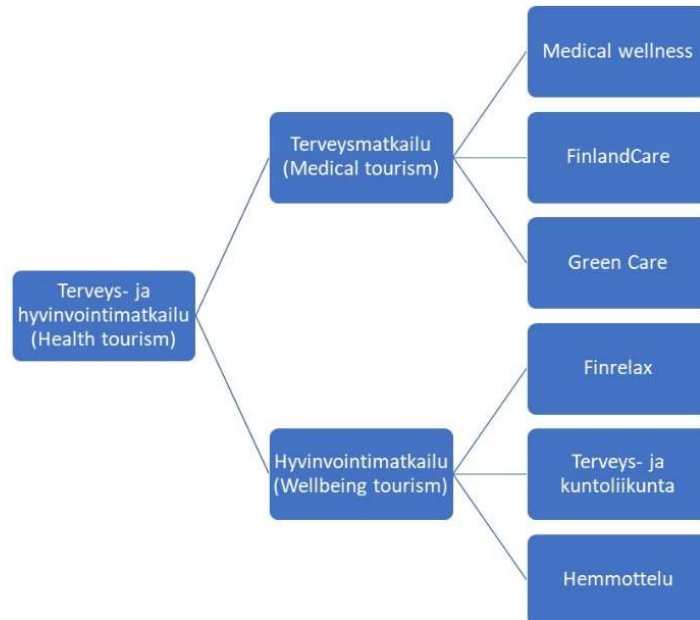 Medical wellness
Terveysmatkailu
(Medical tourism)
FinlandCare
Green Care
Terveys- ja
hyvinvointimatkailu
(Health tourism)
Finrelax
Hyvinvointimatkailu
(Wellbeing tourism)
Terveys- ja
kuntoliikunta
Hemmottelu